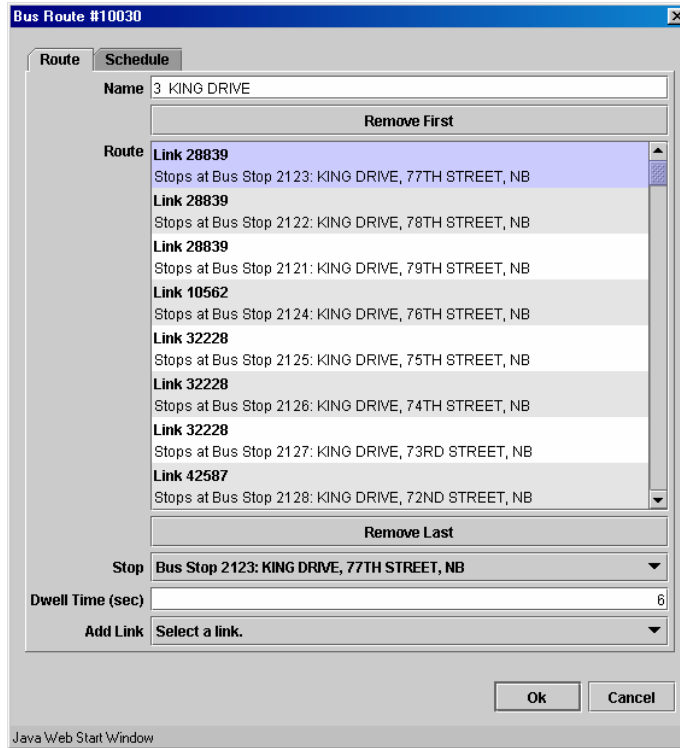 Bus Route #10030
Route Schedule
Name 3 KING DRIVE
Remove First
Route Link 28839
Stops at Bus Stop 2123: KING DRIVE, 77TH STREET, NB
Link 28839
Stops at Bus Stop 2122: KING DRIVE, 78TH STREET, NB
Link 28839
Stops at Bus Stop 2121: KING DRIVE, 79TH STREET, NB
Link 10562
Stops at Bus Stop 2124: KING DRIVE, 76TH STREET, NB
Link 32228
Stops at Bus Stop 2125: KING DRIVE, 75TH STREET, NB
Link 32228
Stops at Bus Stop 2126: KING DRIVE, 74TH STREET, NB
Link 32228
Stops at Bus Stop 2127: KING DRIVE, 73RD STREET, NB
Link 42587
Stops at Bus Stop 2128: KING DRIVE, 72ND STREET, NB
Remove Last
Stop Bus Stop 2123: KING DRIVE, 77TH STREET, NB
Dwell Time (sec) 6
Add Link Select a link.
Ok Cancel
Java Web Start Window